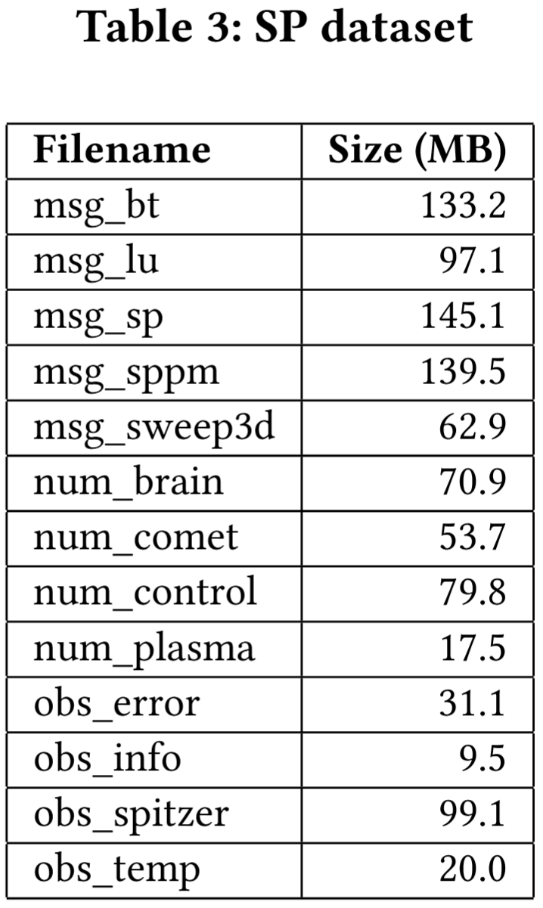 Table 3: SP dataset
Filename Size (MB)
msg_bt 133.2
msg_lu 97.1
msg_sp 145.1
msg_sppm 139.5
msg_sweep3d 62.9
num_brain 70.9
num_comet 53.7
num_control 79.8
num_plasma 17.5
obs_error 31.1
obs_info 9.5
obs_spitzer 99.1
obs_temp 20.0